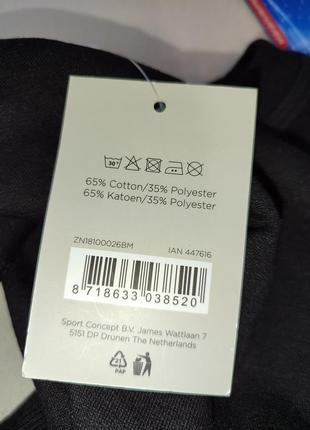 30°
65% Cotton/35% Polyester
65% Katoen/35% Polyester
ZN18100026BM IAN 447616
8 718633 038520
Sport Concept B.V. James Wattlaan 7
5151 DP Drunen The Netherlands
21
PAP